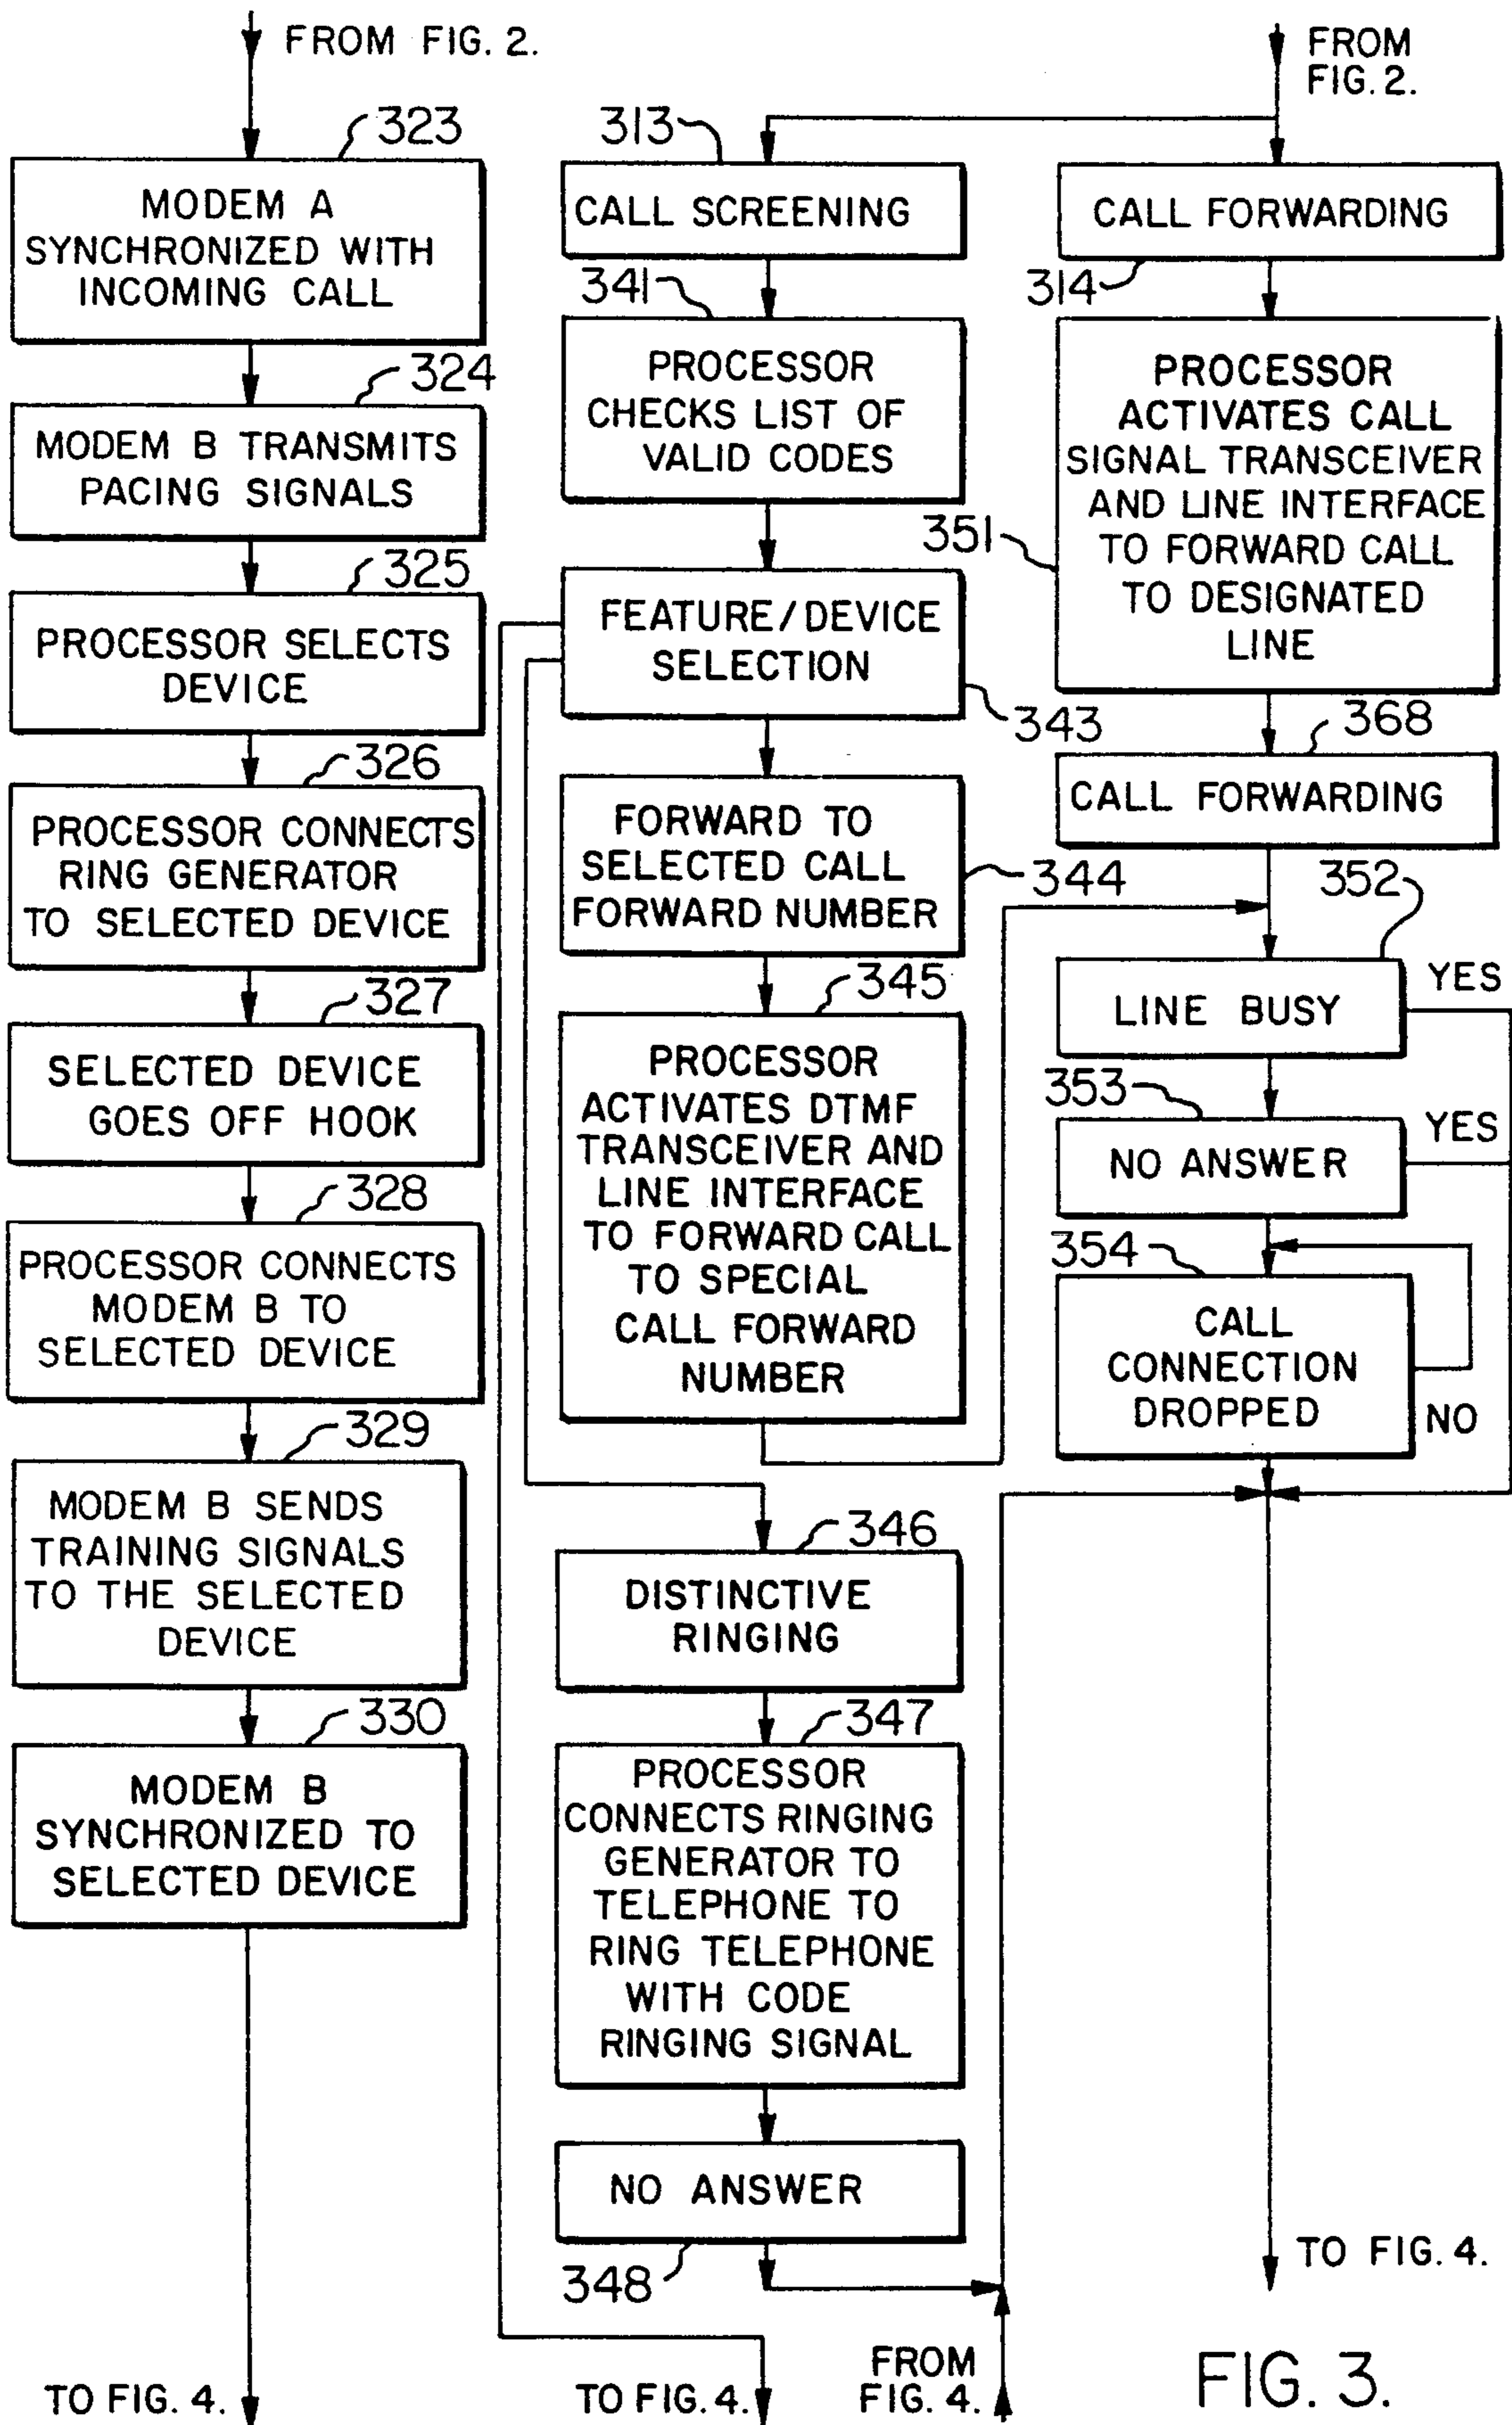 FROM FIG. 2.
323
MODEM A
SYNCHRONIZED WITH
INCOMING CALL
324
MODEM B TRANSMITS
PACING SIGNALS
325
PROCESSOR SELECTS
DEVICE
326
PROCESSOR CONNECTS
RING GENERATOR
TO SELECTED DEVICE
327
SELECTED DEVICE
GOES OFF HOOK
328
PROCESSOR CONNECTS
MODEM B TO
SELECTED DEVICE
329
MODEM B SENDS
TRAINING SIGNALS
TO THE SELECTED
DEVICE
330
MODEM B
SYNCHRONIZED TO
SELECTED DEVICE
TO FIG. 4.
313
CALL SCREENING
341
PROCESSOR
CHECKS LIST OF
VALID CODES
FEATURE/DEVICE
SELECTION
343
FORWARD TO
SELECTED CALL
FORWARD NUMBER
344
345
PROCESSOR
ACTIVATES DTMF
TRANSCEIVER AND
LINE INTERFACE
TO FORWARD CALL
TO SPECIAL
CALL FORWARD
NUMBER
346
DISTINCTIVE
RINGING
347
PROCESSOR
CONNECTS RINGING
GENERATOR TO
TELEPHONE TO
RING TELEPHONE
WITH CODE
RINGING SIGNAL
NO ANSWER
348
TO FIG. 4.
FROM
FIG. 4.
FROM
FIG. 2.
CALL FORWARDING
314
PROCESSOR
ACTIVATES CALL
SIGNAL TRANSCEIVER
AND LINE INTERFACE
TO FORWARD CALL
TO DESIGNATED
LINE
351
368
CALL FORWARDING
352
LINE BUSY
YES
353
NO ANSWER
YES
354
CALL
CONNECTION
DROPPED
NO
TO FIG. 4.
FIG. 3.